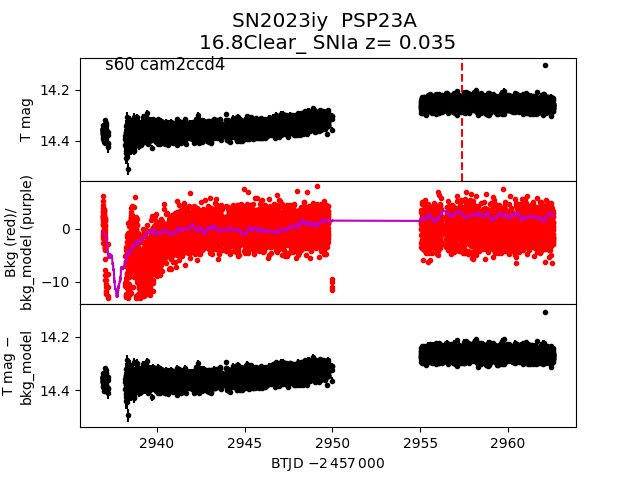 SN2023iy  PSP23A
16.8Clear_ SNIa z= 0.035
s60 cam2ccd4
14.2
14.4
T mag
0
−10
Bkg (red)/
bkg_model (purple)
14.2
14.4
T mag −
bkg_model
2940
2945
2950
2955
2960
BTJD −2 457 000